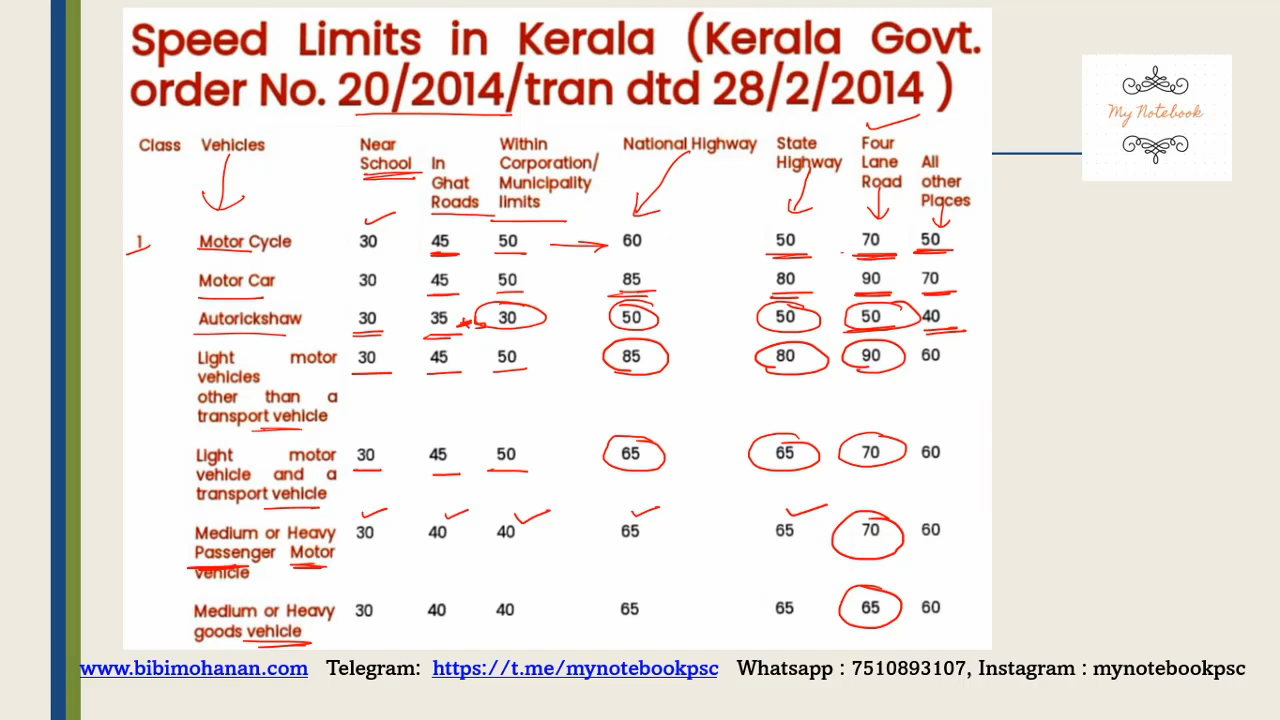 Speed Limits in Kerala (Kerala Govt.
order No. 20/2014/tran dtd 28/2/2014 )
My Notebook
Class Vehicles Near School In Ghat Roads Within Corporation/ Municipality limits National Highway State Highway Four Lane Road All other Places
1 Motor Cycle 30 45 50 60 50 70 50
Motor Car 30 45 50 85 80 90 70
Autorickshaw 30 35 30 50 50 50 40
Light motor 30 45 50 85 80 90 60
vehicles
other than a
transport vehicle
Light motor 30 45 50 65 65 70 60
vehicle and a
transport vehicle
Medium or Heavy 30 40 40 65 65 70 60
Passenger Motor
vehicle
Medium or Heavy 30 40 40 65 65 65 60
goods vehicle
www.bibimohanan.com Telegram: https://t.me/mynotebookpsc Whatsapp : 7510893107, Instagram : mynotebookpsc